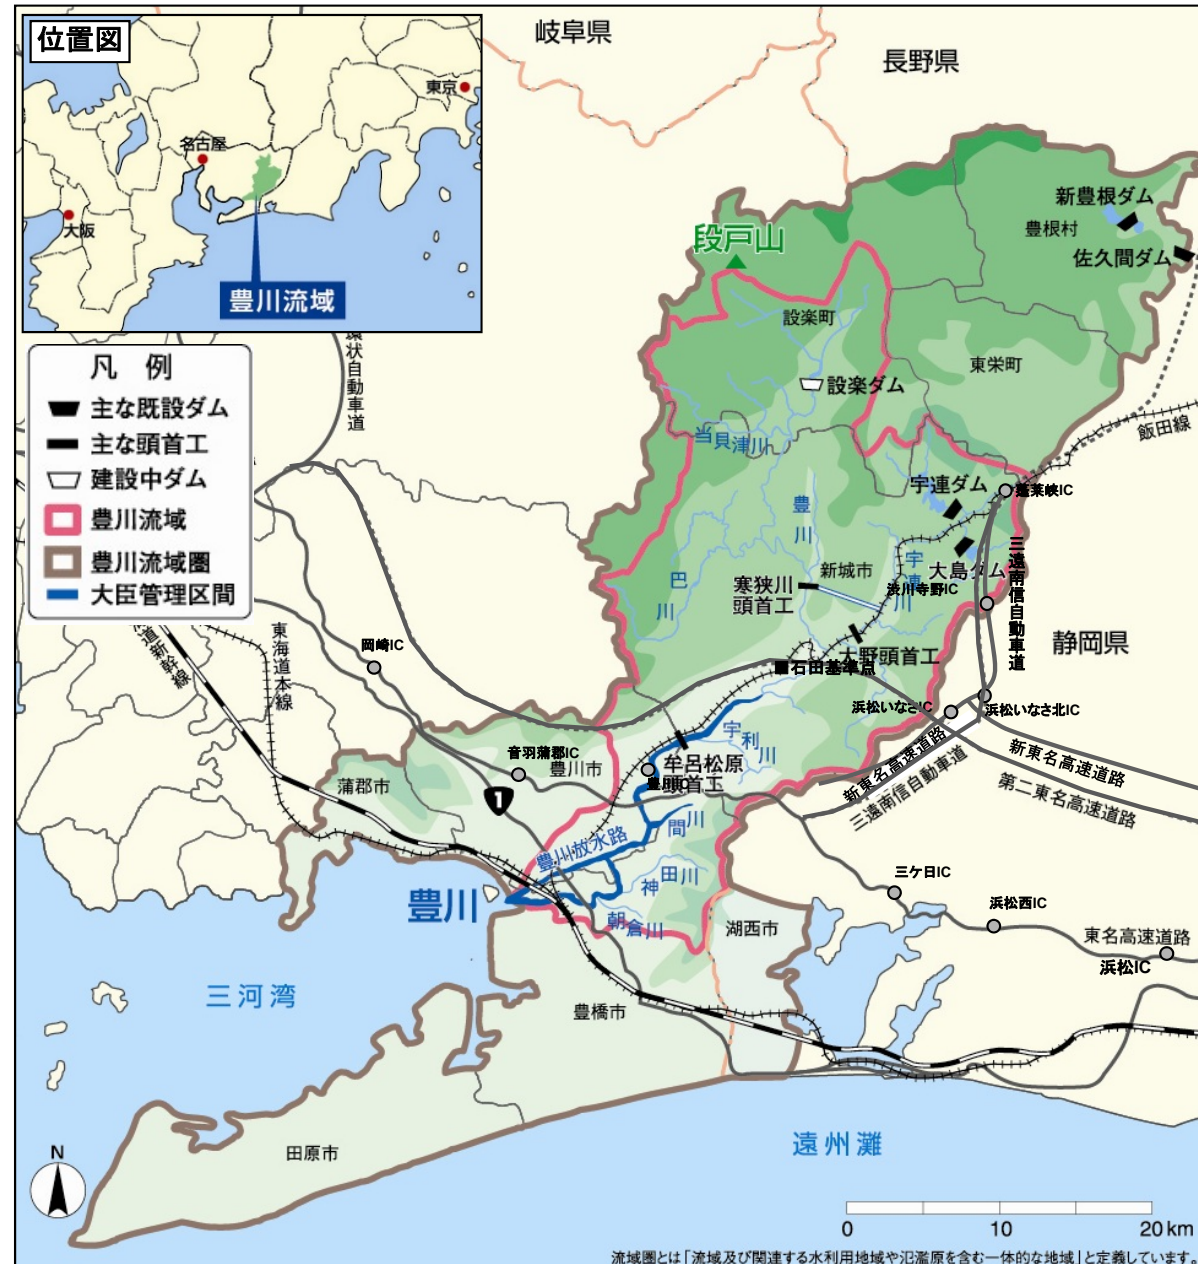 位置図
東京
名古屋
大阪
豊川流域
岐阜県
長野県
凡 例
主な既設ダム
主な頭首工
建設中ダム
豊川流域
豊川流域圏
大臣管理区間
環状自動車道
新豊根ダム
豊根村
佐久間ダム
段戸山
設楽町
東栄町
設楽ダム
飯田線
当貝津川
宇連ダム
蓬莱峡IC
豊川
大島ダム
三遠南信自動車道
新城市
宇連川
渋川寺野IC
寒狭川
頭首工
巴川
静岡県
道新幹線
東海道本線
岡崎IC
大野頭首工
石田基準点
浜松いなさIC
浜松いなさ北IC
宇利川
新東名高速道路
新東名高速道路
音羽蒲郡IC
豊川市
牟呂松原
頭首工
豊川IC
三遠南信自動車道
第二東名高速道路
蒲郡市
1
間川
豊川放水路
神田川
三ケ日IC
豊川
朝倉川
湖西市
浜松西IC
東名高速道路
浜松IC
三河湾
豊橋市
田原市
遠州灘
N
0 10 20km
流域圏とは「流域及び関連する水利用地域や氾濫原を含む一体的な地域」と定義しています。